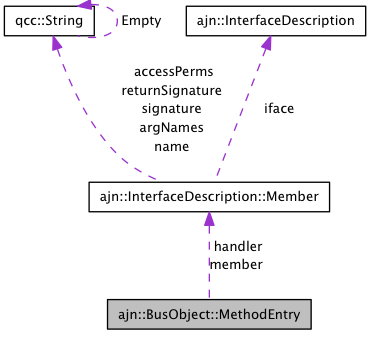 qcc::String
Empty
ajn::InterfaceDescription
accessPerms
returnSignature
signature
argNames
name
iface
ajn::InterfaceDescription::Member
handler
member
ajn::BusObject::MethodEntry